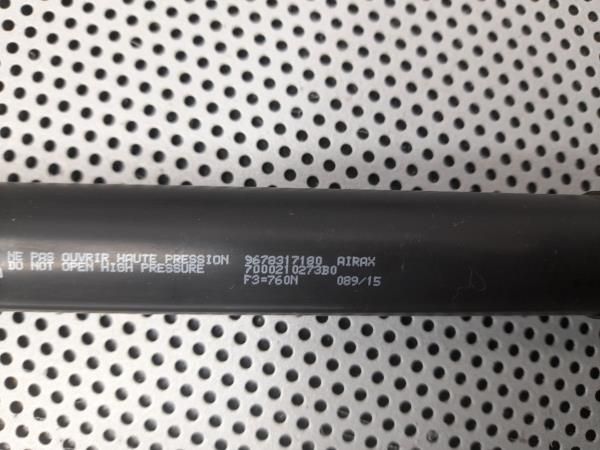 NE PAS OUVRIR HAUTE PRESSION 9678317180 AIRAX
DO NOT OPEN HIGH PRESSURE 7000210273B0
F3=760N 089/15